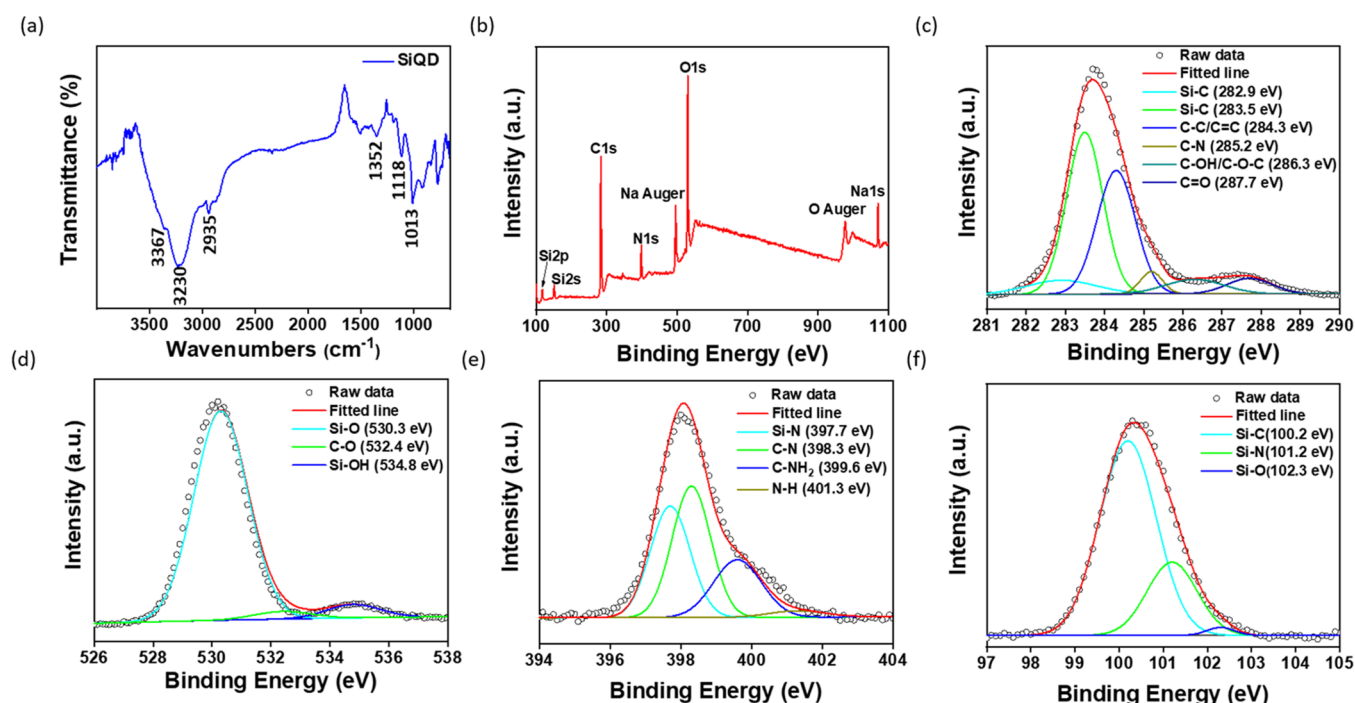 (a)
SiQD
Transmittance (%)
3367
3230
2935
1352
1118
1013
3500 3000 2500 2000 1500 1000
Wavenumbers (cm-1)
(b)
Intensity (a.u.)
Si2p
Si2s
C1s
N1s
Na Auger
O1s
O Auger
Na1s
100 300 500 700 900 1100
Binding Energy (eV)
(c)
Intensity (a.u.)
Raw data
Fitted line
Si-C (282.9 eV)
Si-C (283.5 eV)
C-C/C=C (284.3 eV)
C-N (285.2 eV)
C-OH/C-O-C (286.3 eV)
C=O (287.7 eV)
281 282 283 284 285 286 287 288 289 290
Binding Energy (eV)
(d)
Intensity (a.u.)
Raw data
Fitted line
Si-O (530.3 eV)
C-O (532.4 eV)
Si-OH (534.8 eV)
526 528 530 532 534 536 538
Binding Energy (eV)
(e)
Intensity (a.u.)
Raw data
Fitted line
Si-N (397.7 eV)
C-N (398.3 eV)
C-NH2 (399.6 eV)
N-H (401.3 eV)
394 396 398 400 402 404
Binding Energy (eV)
(f)
Intensity (a.u.)
Raw data
Fitted line
Si-C(100.2 eV)
Si-N(101.2 eV)
Si-O(102.3 eV)
97 98 99 100 101 102 103 104 105
Binding Energy (eV)